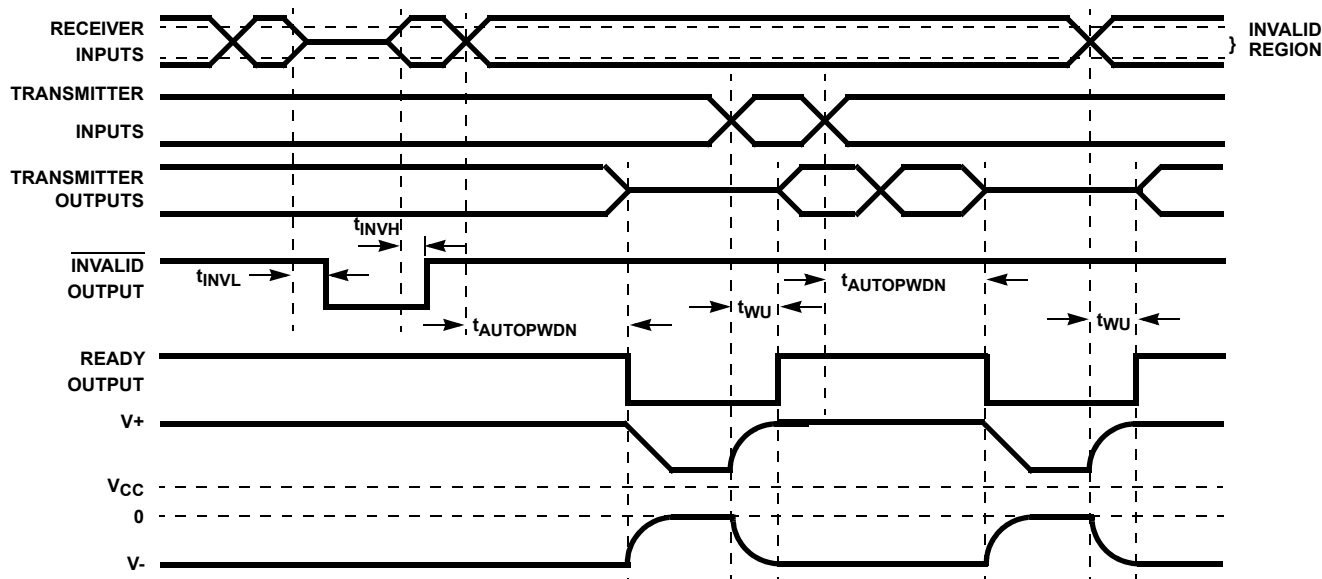 RECEIVER
INPUTS
} INVALID
REGION
TRANSMITTER
INPUTS
TRANSMITTER
OUTPUTS
tINVH
INVALID
OUTPUT
tINVL
tAUTOPWDN
tWU
tAUTOPWDN
tWU
READY
OUTPUT
V+
VCC
0
V-